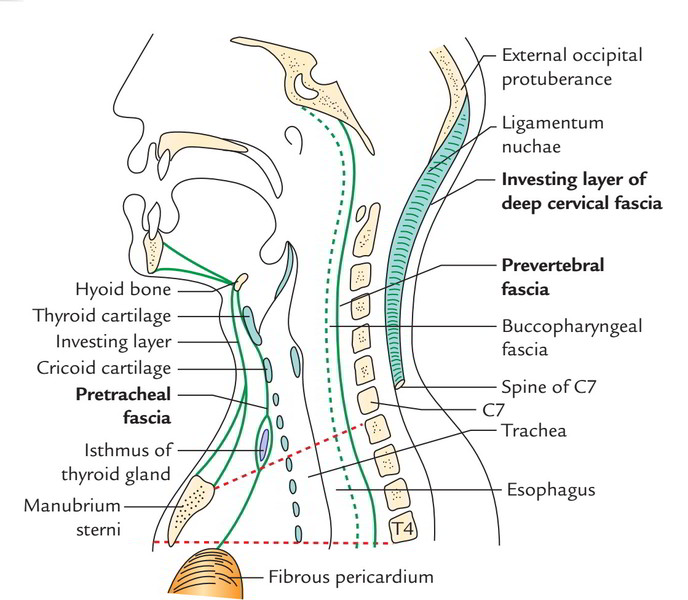 External occipital
protuberance
Ligamentum
nuchae
Investing layer of
deep cervical fascia
Prevertebral
fascia
Buccopharyngeal
fascia
Spine of C7
C7
Trachea
Esophagus
T4
Hyoid bone
Thyroid cartilage
Investing layer
Cricoid cartilage
Pretracheal
fascia
Isthmus of
thyroid gland
Manubrium
sterni
Fibrous pericardium